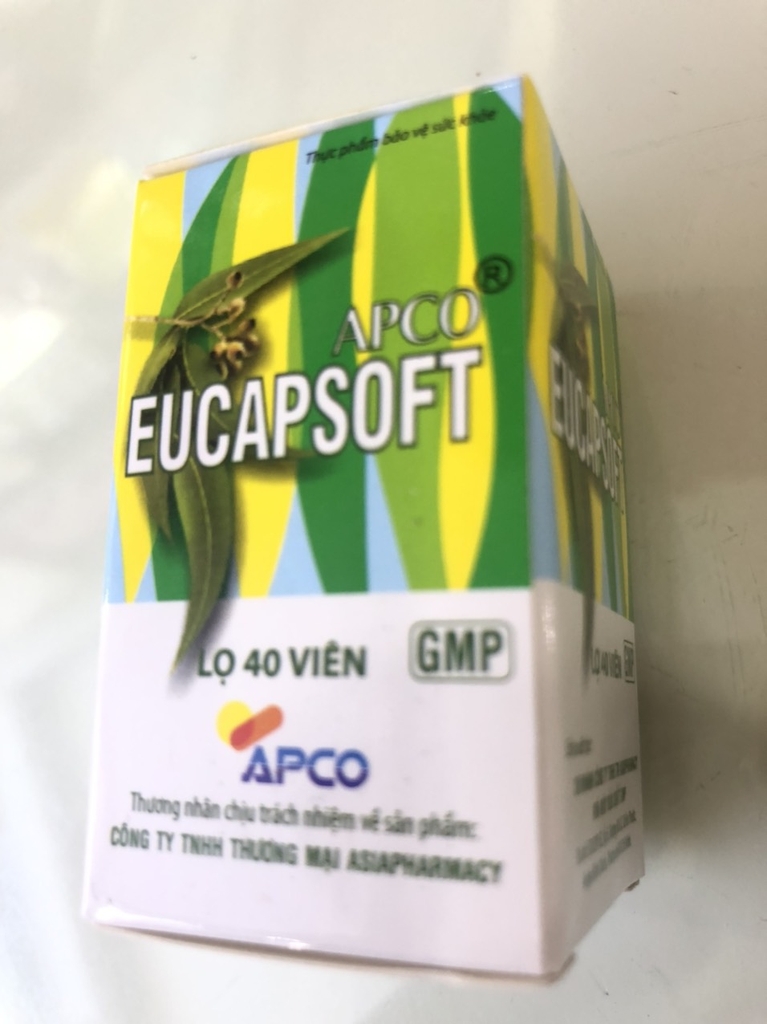 Thực phẩm bảo vệ sức khỏe
APCO®
EUCAPSOFT
LỌ 40 VIÊN
GMP
APCO
Thương nhân chịu trách nhiệm về sản phẩm:
CÔNG TY TNHH THƯƠNG MẠI ASIAPHARMACY
EUCAPSOFT
LỌ 40 VIÊN
GMP